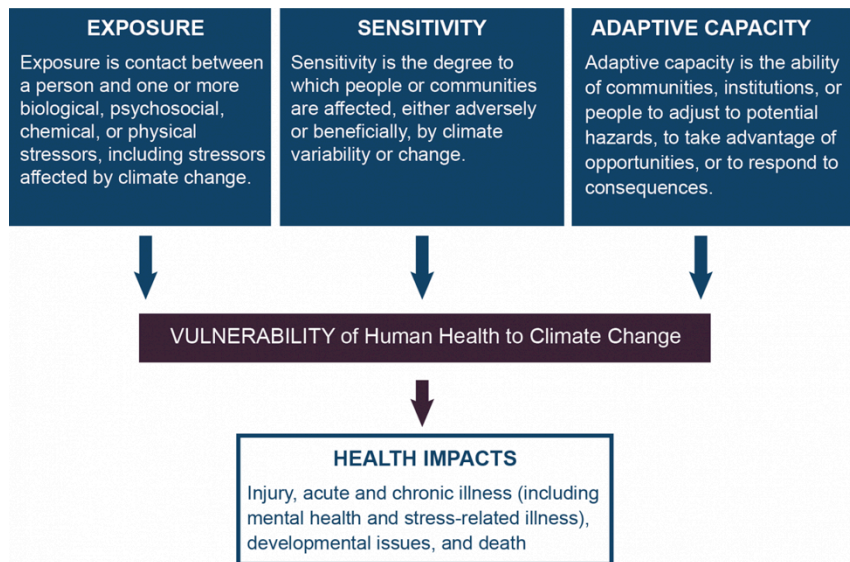 EXPOSURE
Exposure is contact between
a person and one or more
biological, psychosocial,
chemical, or physical
stressors, including stressors
affected by climate change.
SENSITIVITY
Sensitivity is the degree to
which people or communities
are affected, either adversely
or beneficially, by climate
variability or change.
ADAPTIVE CAPACITY
Adaptive capacity is the ability
of communities, institutions, or
people to adjust to potential
hazards, to take advantage of
opportunities, or to respond to
consequences.
VULNERABILITY of Human Health to Climate Change
HEALTH IMPACTS
Injury, acute and chronic illness (including
mental health and stress-related illness),
developmental issues, and death